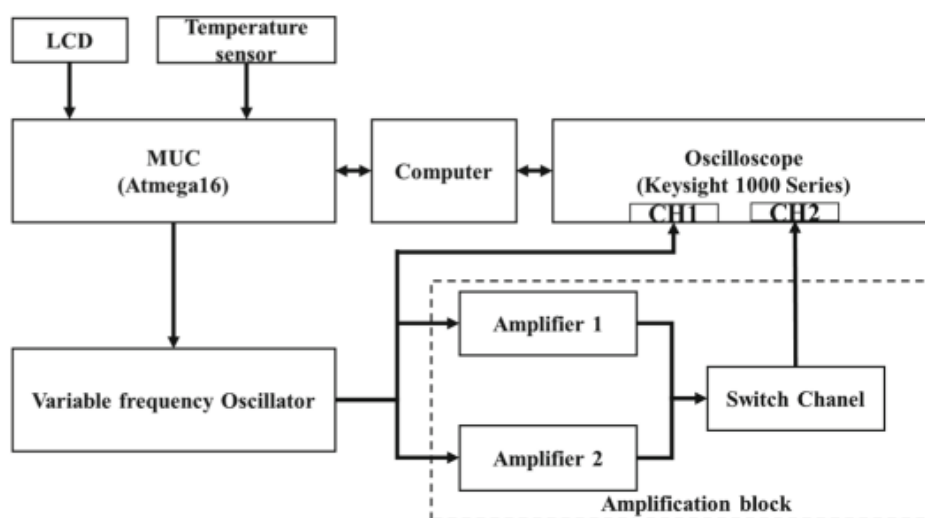 LCD
Temperature
sensor
MUC
(Atmega16)
Computer
Oscilloscope
(Keysight 1000 Series)
CH1
CH2
Amplifier 1
Variable frequency Oscillator
Switch Chanel
Amplifier 2
Amplification block